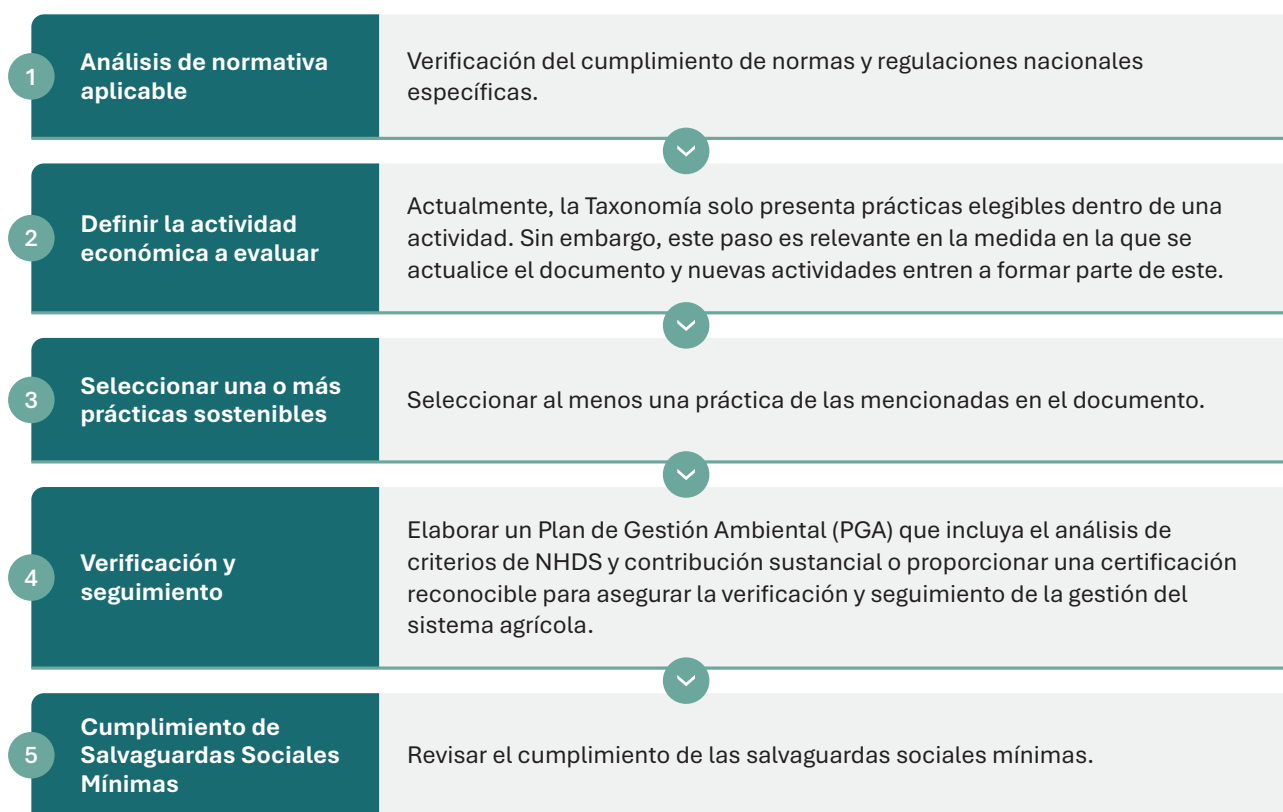 1
Análisis de normativa
aplicable
Verificación del cumplimiento de normas y regulaciones nacionales
específicas.
2
Definir la actividad
económica a evaluar
Actualmente, la Taxonomía solo presenta prácticas elegibles dentro de una
actividad. Sin embargo, este paso es relevante en la medida en la que se
actualice el documento y nuevas actividades entren a formar parte de este.
3
Seleccionar una o más
prácticas sostenibles
Seleccionar al menos una práctica de las mencionadas en el documento.
4
Verificación y
seguimiento
Elaborar un Plan de Gestión Ambiental (PGA) que incluya el análisis de
criterios de NHDS y contribución sustancial o proporcionar una certificación
reconocible para asegurar la verificación y seguimiento de la gestión del
sistema agrícola.
5
Cumplimiento de
Salvaguardas Sociales
Mínimas
Revisar el cumplimiento de las salvaguardas sociales mínimas.